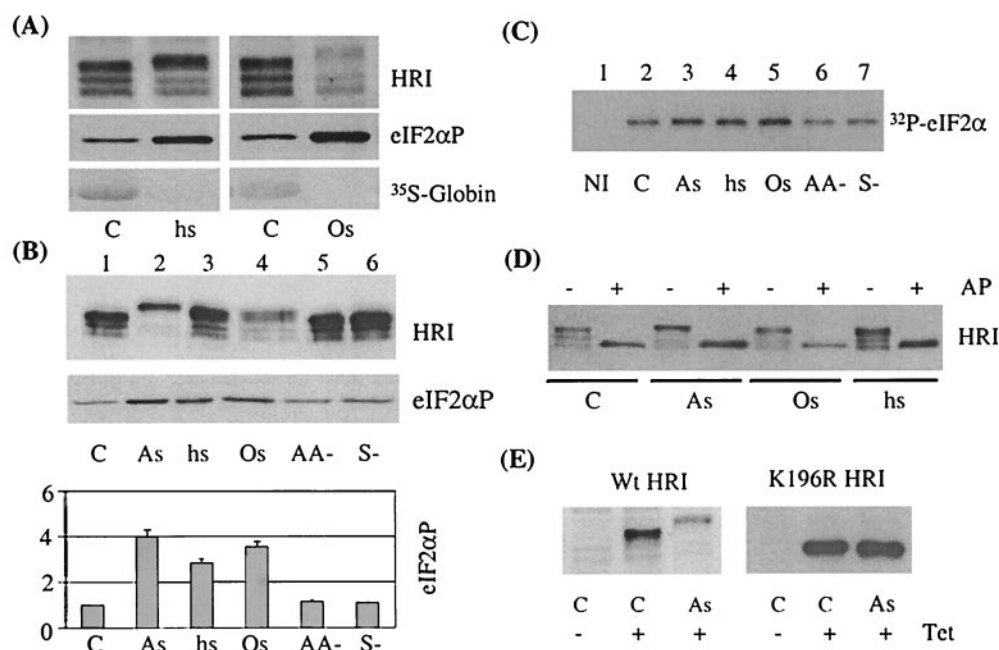 (A)
HRI
eIF2αP
³⁵S-Globin
C hs C Os
(B)
1 2 3 4 5 6
HRI
eIF2αP
C As hs Os AA- S-
6
4
2
0
eIF2αP
C As hs Os AA- S-
(C)
1 2 3 4 5 6 7
³²P-eIF2α
NI C As hs Os AA- S-
(D)
- + - + - + - + AP
HRI
C As Os hs
(E)
Wt HRI K196R HRI
C C As C C As
- + + - + + Tet